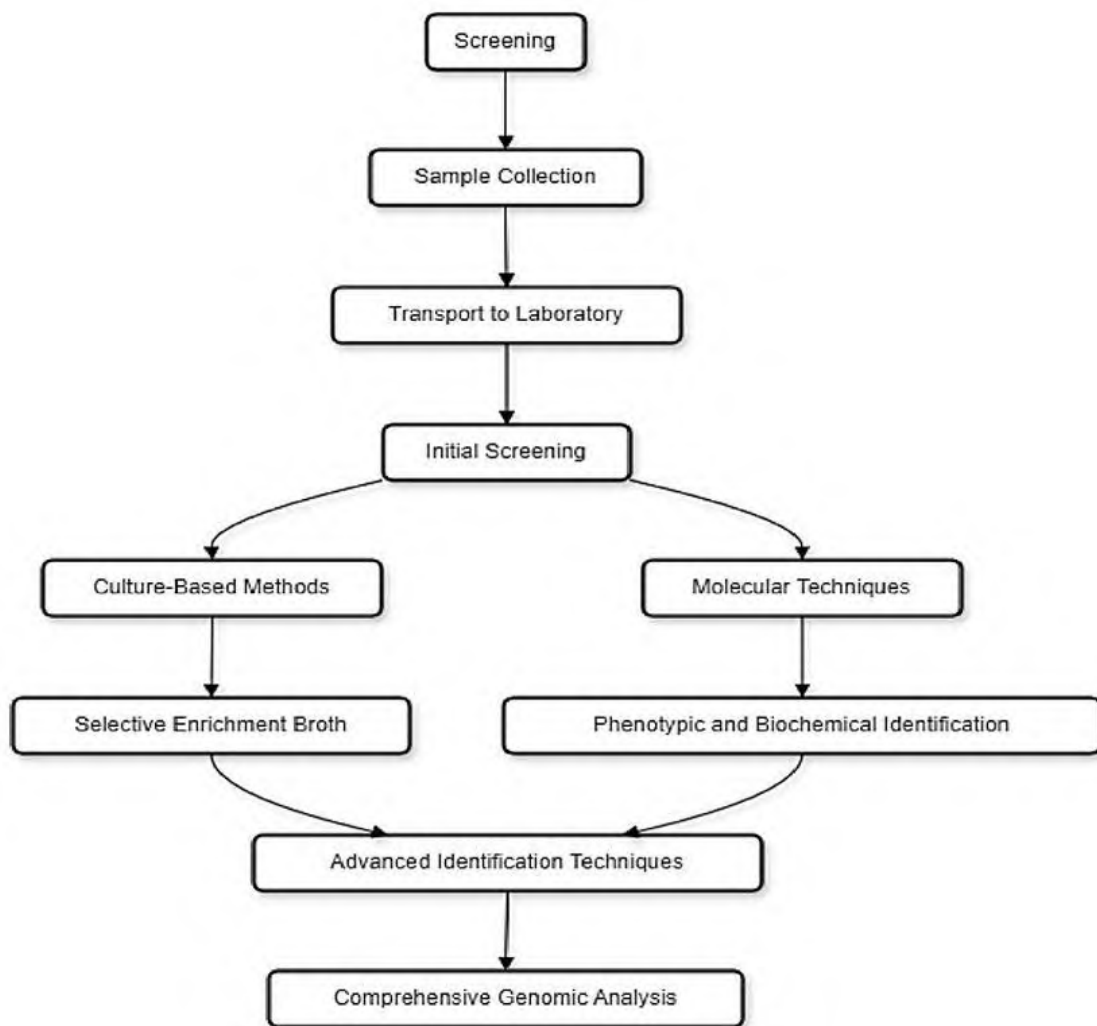 Screening
Sample Collection
Transport to Laboratory
Initial Screening
Culture-Based Methods
Molecular Techniques
Selective Enrichment Broth
Phenotypic and Biochemical Identification
Advanced Identification Techniques
Comprehensive Genomic Analysis